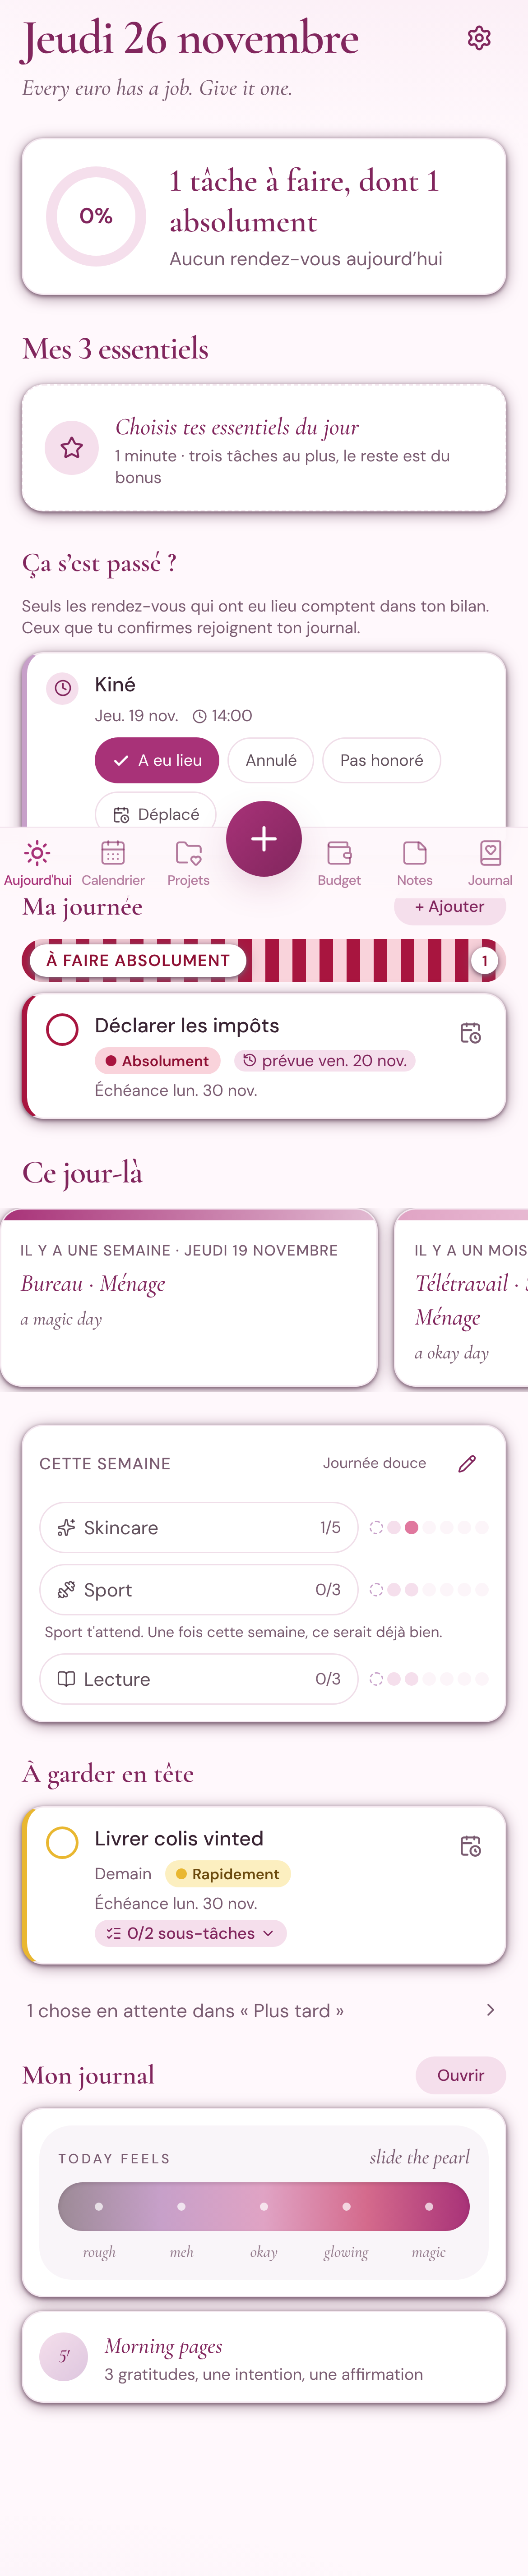 Jeudi 26 novembre
Every euro has a job. Give it one.
0%
1 tâche à faire, dont 1
absolument
Aucun rendez-vous aujourd’hui
Mes 3 essentiels
Choisis tes essentiels du jour
1 minute · trois tâches au plus, le reste est du
bonus
Ça s’est passé ?
Seuls les rendez-vous qui ont eu lieu comptent dans ton bilan.
Ceux que tu confirmes rejoignent ton journal.
Kiné
Jeu. 19 nov. 14:00
A eu lieu Annulé Pas honoré
Déplacé
Aujourd'hui Calendrier Projets + Budget Notes Journal
Ma journée + Ajouter
À FAIRE ABSOLUMENT 1
Déclarer les impôts
Absolument prévue ven. 20 nov.
Échéance lun. 30 nov.
Ce jour-là
IL Y A UNE SEMAINE · JEUDI 19 NOVEMBRE
Bureau · Ménage
a magic day
IL Y A UN MOIS
Télétravail ·
Ménage
a okay day
CETTE SEMAINE Journée douce
Skincare 1/5
Sport 0/3
Sport t'attend. Une fois cette semaine, ce serait déjà bien.
Lecture 0/3
À garder en tête
Livrer colis vinted
Demain Rapidement
Échéance lun. 30 nov.
0/2 sous-tâches
1 chose en attente dans « Plus tard »
Mon journal Ouvrir
TODAY FEELS slide the pearl
rough meh okay glowing magic
5'
Morning pages
3 gratitudes, une intention, une affirmation